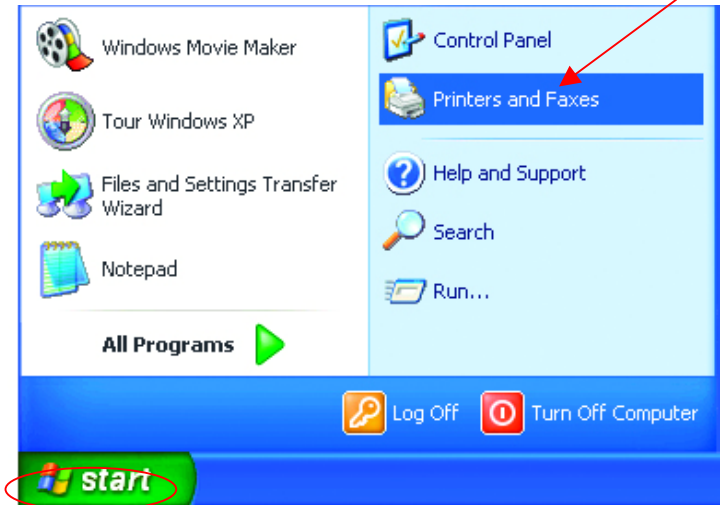 Windows Movie Maker
Tour Windows XP
Files and Settings Transfer
Wizard
Notepad
All Programs
Control Panel
Printers and Faxes
Help and Support
Search
Run...
Log Off
Turn Off Computer
start